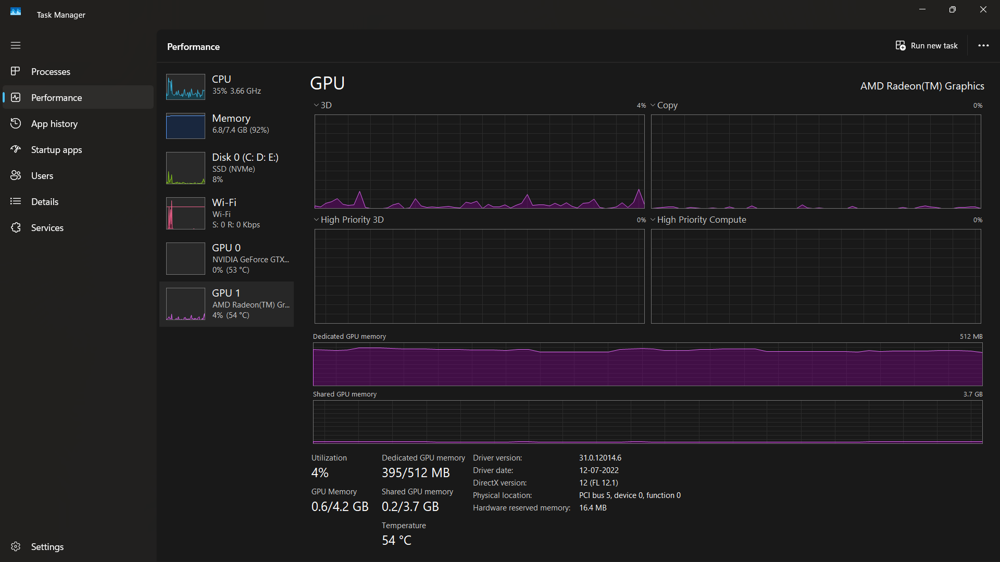 Task Manager
Processes
Performance
App history
Startup apps
Users
Details
Services
Settings
Performance
Run new task
CPU
35% 3.66 GHz
Memory
6.8/7.4 GB (92%)
Disk 0 (C: D: E:)
SSD (NVMe)
8%
Wi-Fi
Wi-Fi
S: 0 R: 0 Kbps
GPU 0
NVIDIA GeForce GTX...
0% (53 °C)
GPU 1
AMD Radeon(TM) Gr...
4% (54 °C)
GPU
AMD Radeon(TM) Graphics
3D 4%
Copy 0%
High Priority 3D 0%
High Priority Compute 0%
Dedicated GPU memory 512 MB
Shared GPU memory 3.7 GB
Utilization
4%
GPU Memory
0.6/4.2 GB
Dedicated GPU memory
395/512 MB
Shared GPU memory
0.2/3.7 GB
Temperature
54 °C
Driver version: 31.0.12014.6
Driver date: 12-07-2022
DirectX version: 12 (FL 12.1)
Physical location: PCI bus 5, device 0, function 0
Hardware reserved memory: 16.4 MB